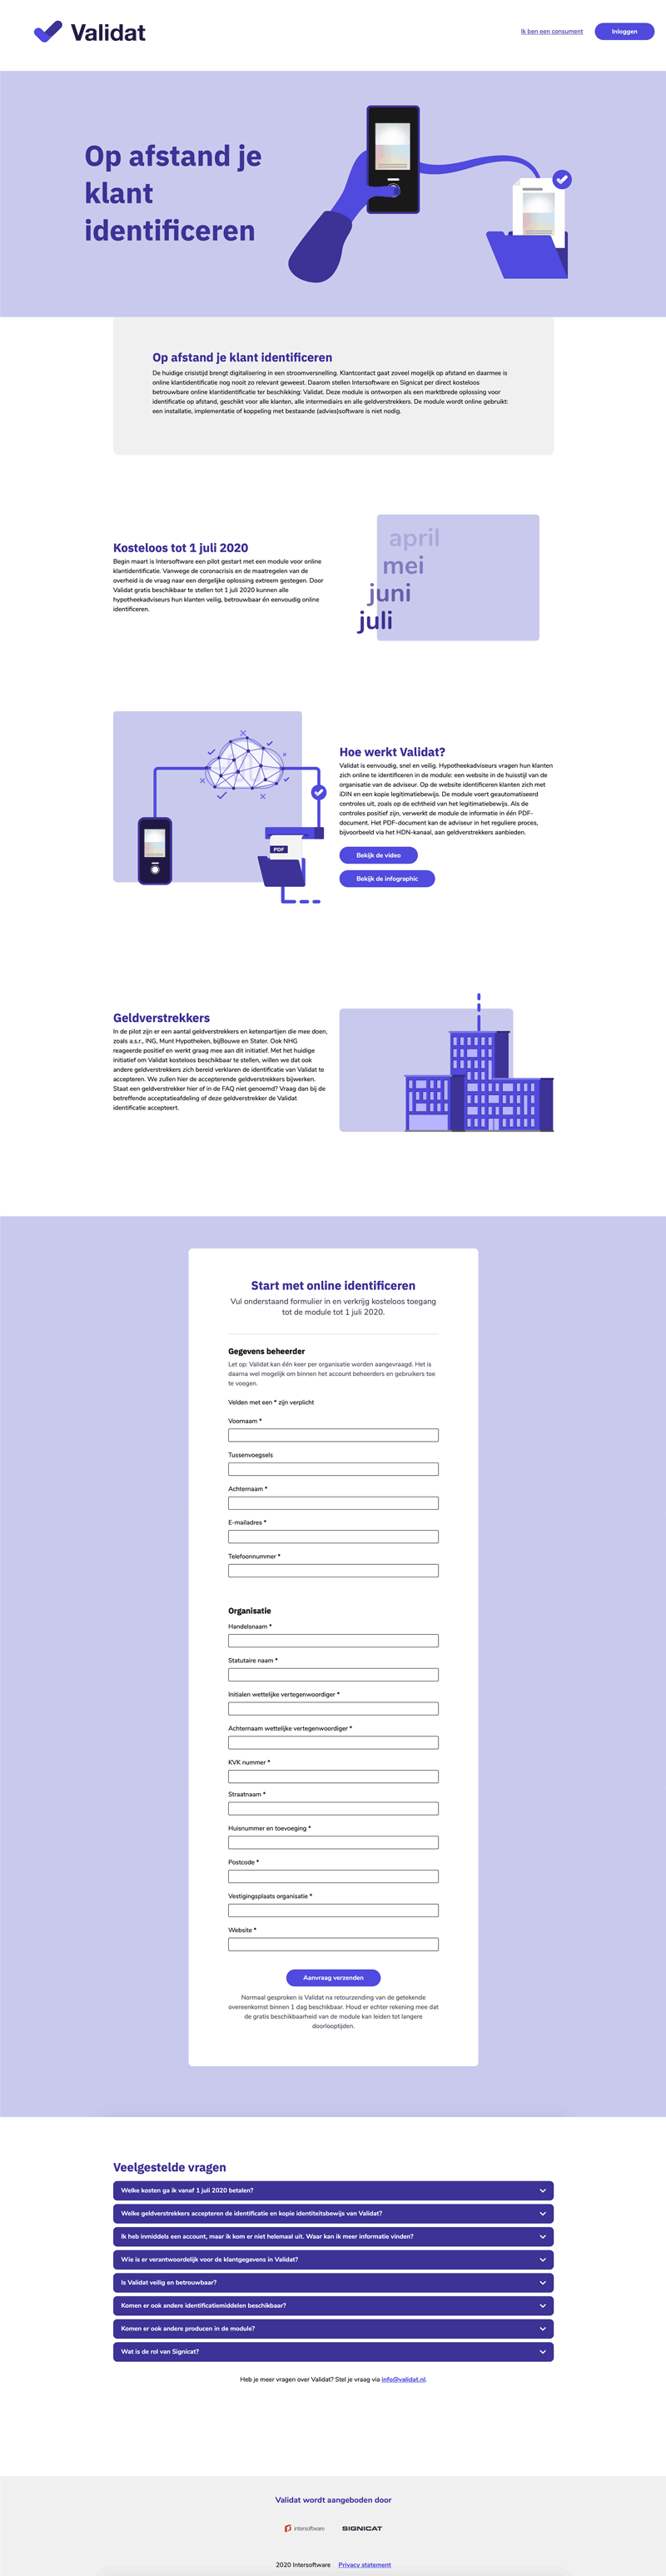 Validat
Ik ben een consument
Inloggen
Op afstand je
klant
identificeren
Op afstand je klant identificeren
De huidige crisistijd brengt digitalisering in een stroomversnelling. Klantcontact gaat zoveel mogelijk op afstand en daarmee is
online klantidentificatie nog nooit zo relevant geweest. Daarom stellen Intersoftware en Signicat per direct kosteloos
betrouwbare online klantidentificatie ter beschikking: Validat. Deze module is ontworpen als een marktbrede oplossing voor
identificatie op afstand, geschikt voor alle klanten, alle intermediairs en alle geldverstrekkers. De module wordt online gebruikt:
een installatie, implementatie of koppeling met bestaande (advies)software is niet nodig.
Kosteloos tot 1 juli 2020
Begin maart is Intersoftware een pilot gestart met een module voor online
klantidentificatie. Vanwege de coronacrisis en de maatregelen van de
overheid is de vraag naar een dergelijke oplossing extreem gestegen. Door
Validat gratis beschikbaar te stellen tot 1 juli 2020 kunnen alle
hypotheekadviseurs hun klanten veilig, betrouwbaar én eenvoudig online
identificeren.
april
mei
juni
juli
Hoe werkt Validat?
Validat is eenvoudig, snel en veilig. Hypotheekadviseurs vragen hun klanten
zich online te identificeren in de module: een website in de huisstijl van de
organisatie van de adviseur. Op de website identificeren klanten zich met
iDIN en een kopie legitimatiebewijs. De module voert geautomatiseerd
controles uit, zoals op de echtheid van het legitimatiebewijs. Als de
controles positief zijn, verwerkt de module de informatie in één PDF-
document. Het PDF-document kan de adviseur in het reguliere proces,
bijvoorbeeld via het HDN-kanaal, aan geldverstrekkers aanbieden.
PDF
Bekijk de video
Bekijk de infographic
Geldverstrekkers
In de pilot zijn er een aantal geldverstrekkers en ketenpartijen die mee doen,
zoals a.s.r., ING, Munt Hypotheken, bijBouwe en Stater. Ook NHG
reageerde positief en werkt graag mee aan dit initiatief. Met het huidige
initiatief om Validat kosteloos beschikbaar te stellen, willen we dat ook
andere geldverstrekkers zich bereid verklaren de identificatie van Validat te
accepteren. We zullen hier de accepterende geldverstrekkers bijwerken.
Staat een geldverstrekker hier of in de FAQ niet genoemd? Vraag dan bij de
betreffende acceptatieafdeling of deze geldverstrekker de Validat
identificatie accepteert.
Start met online identificeren
Vul onderstaand formulier in en verkrijg kosteloos toegang
tot de module tot 1 juli 2020.
Gegevens beheerder
Let op: Validat kan één keer per organisatie worden aangevraagd. Het is
daarna wel mogelijk om binnen het account beheerders en gebruikers toe
te voegen.
Velden met een * zijn verplicht
Voornaam *
Tussenvoegsels
Achternaam *
E-mailadres *
Telefoonnummer *
Organisatie
Handelsnaam *
Statutaire naam *
Initialen wettelijke vertegenwoordiger *
Achternaam wettelijke vertegenwoordiger *
KVK nummer *
Straatnaam *
Huisnummer en toevoeging *
Postcode *
Vestigingsplaats organisatie *
Website *
Aanvraag verzenden
Normaal gesproken is Validat na retourzending van de getekende
overeenkomst binnen 1 dag beschikbaar. Houd er echter rekening mee dat
de gratis beschikbaarheid van de module kan leiden tot langere
doorlooptijden.
Veelgestelde vragen
Welke kosten ga ik vanaf 1 juli 2020 betalen?
Welke geldverstrekkers accepteren de identificatie en kopie identiteitsbewijs van Validat?
Ik heb inmiddels een account, maar ik kom er niet helemaal uit. Waar kan ik meer informatie vinden?
Wie is er verantwoordelijk voor de klantgegevens in Validat?
Is Validat veilig en betrouwbaar?
Komen er ook andere identificatiemiddelen beschikbaar?
Komen er ook andere producen in de module?
Wat is de rol van Signicat?
Heb je meer vragen over Validat? Stel je vraag via info@validat.nl.
Validat wordt aangeboden door
intersoftware
SIGNICAT
2020 Intersoftware
Privacy statement